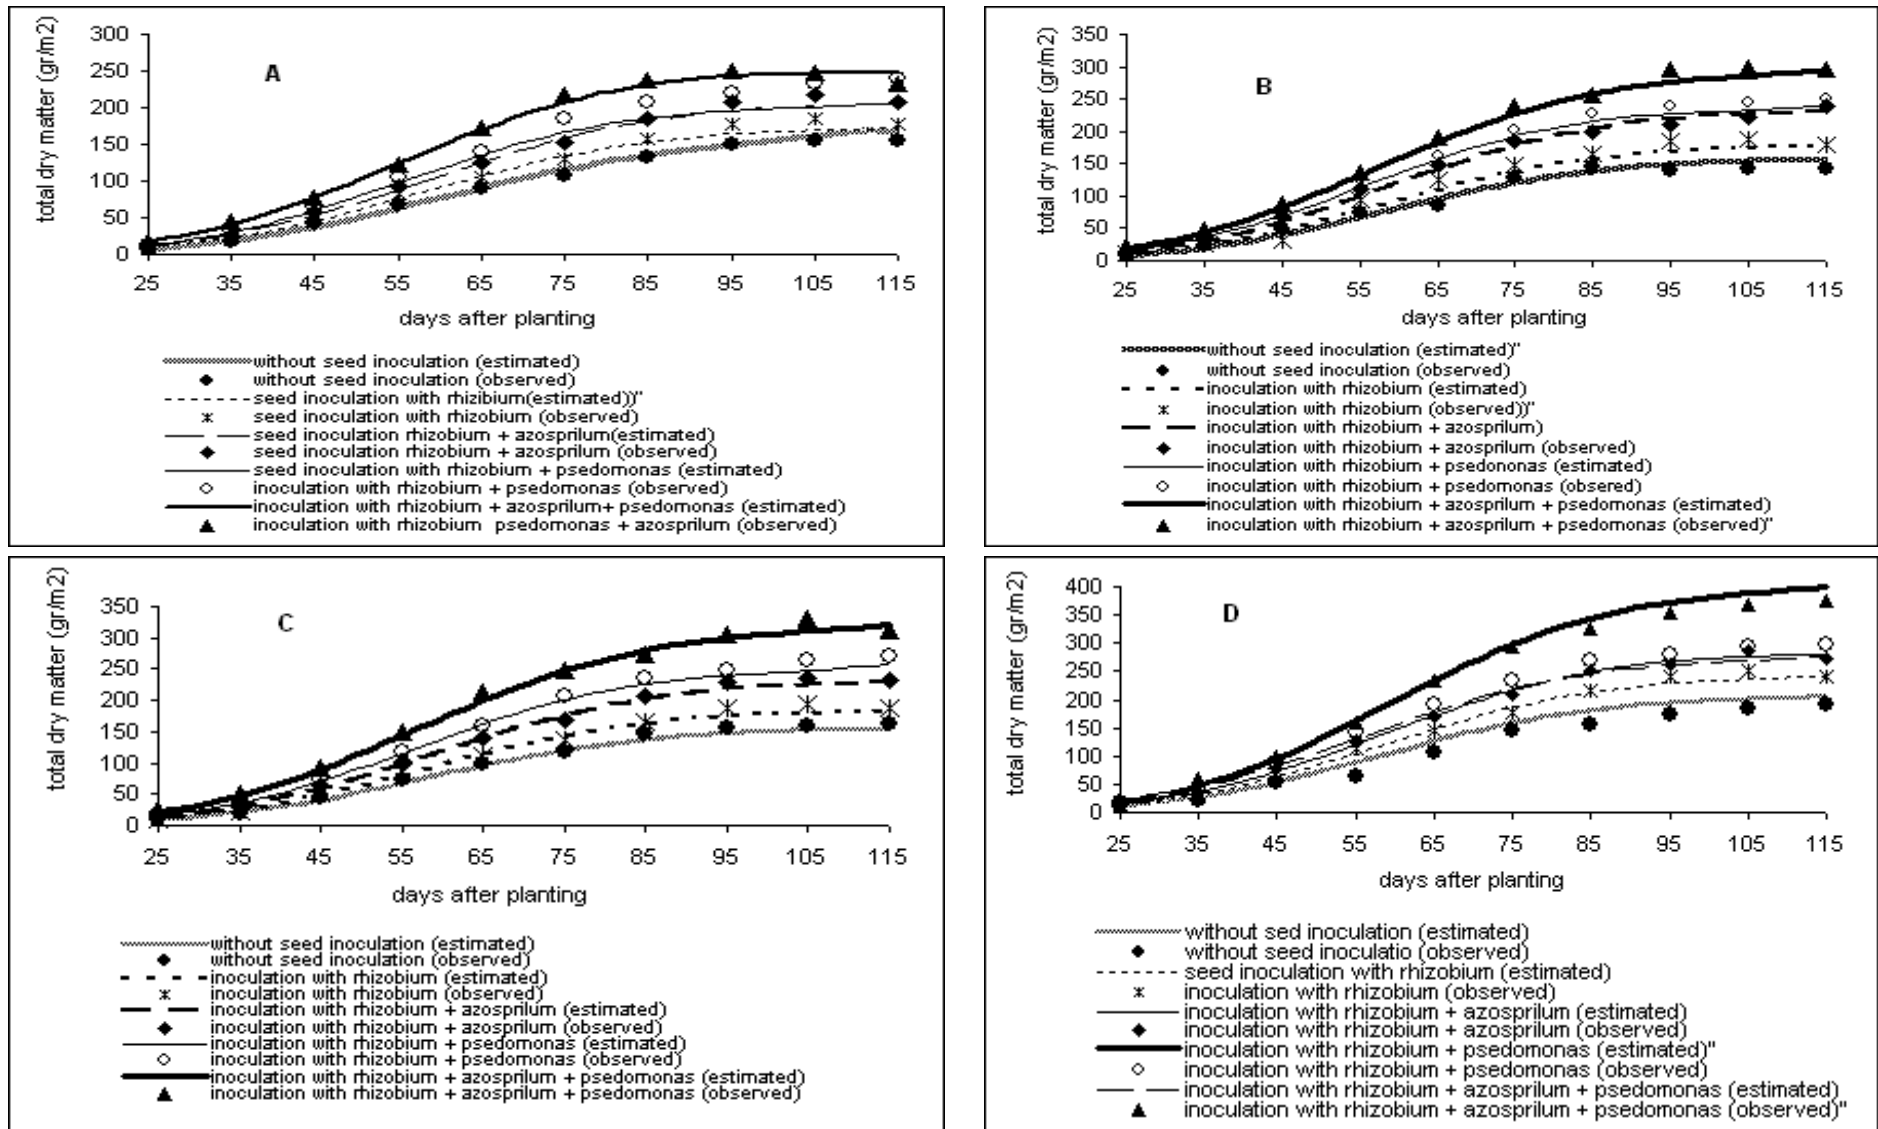 total dry matter (gr/m2)
300
250
200
150
100
50
0
A
25 35 45 55 65 75 85 95 105 115
days after planting
without seed inoculation (estimated)
without seed inoculation (observed)
seed inoculation with rhizibium(estimated))"
seed inoculation with rhizobium (observed)
seed inoculation rhizobium + azosprilum(estimated)
seed inoculation rhizobium + azosprilum (observed)
seed inoculation with rhizobium + psedomonas (estimated)
inoculation with rhizobium + psedomonas (observed)
inoculation with rhizobium + azosprilum+ psedomonas (estimated)
inoculation with rhizobium psedomonas + azosprilum (observed)
total dry matter (gr/m2)
350
300
250
200
150
100
50
0
B
25 35 45 55 65 75 85 95 105 115
days after planting
without seed inoculation (estimated)"
without seed inoculation (observed)
inoculation with rhizobium (estimated)
inoculation with rhizobium (observed))"
inoculation with rhizobium + azosprilum)
inoculation with rhizobium + azosprilum (observed)
inoculation with rhizobium + psedononas (estimated)
inoculation with rhizobium + psedomonas (obsered)
inoculation with rhizobium + azosprilum + psedomonas (estimated)
inoculation with rhizobium + azosprilum + psedomonas (observed)"
total dry matter (gr/m2)
350
300
250
200
150
100
50
0
C
25 35 45 55 65 75 85 95 105 115
days after planting
without seed inoculation (estimated)
without seed inoculation (observed)
inoculation with rhizobium (estimated)
inoculation with rhizobium (observed)
inoculation with rhizobium + azosprilum (estimated)
inoculation with rhizobium + azosprilum (observed)
inoculation with rhizobium + psedomonas (estimated)
inoculation with rhizobium + psedomonas (observed)
inoculation with rhizobium + azosprilum + psedomonas (estimated)
inoculation with rhizobium + azosprilum + psedomonas (observed)
total dry matter (gr/m2)
400
350
300
250
200
150
100
50
0
D
25 35 45 55 65 75 85 95 105 115
days after planting
without sed inoculation (estimated)
without seed inoculatio (observed)
seed inoculation with rhizobium (estimated)
inoculation with rhizobium (observed)
inoculation with rhizobium + azosprilum (estimated)
inoculation with rhizobium + azosprilum (observed)
inoculation with rhizobium + psedomonas (estimated)"
inoculation with rhizobium + psedomonas (observed)
inoculation with rhizobium + azosprilum + psedomonas (estimated)
inoculation with rhizobium + azosprilum + psedomonas (observed)"